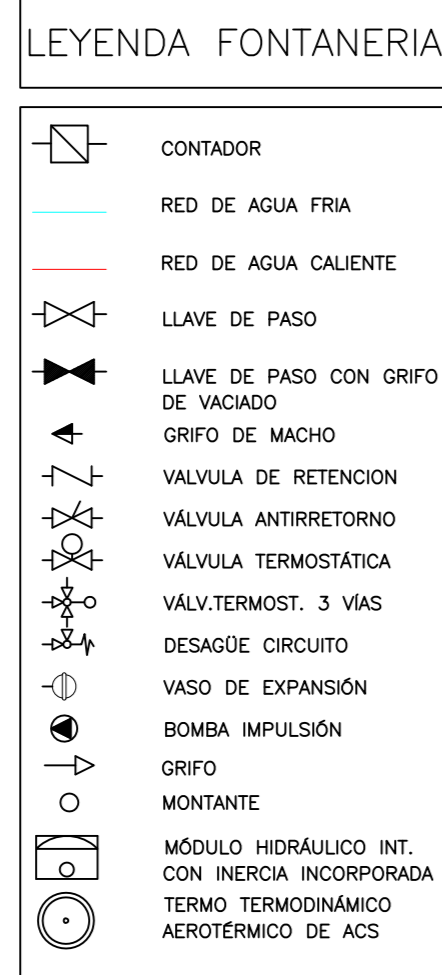 LEYENDA FONTANERIA
CONTADOR
RED DE AGUA FRIA
RED DE AGUA CALIENTE
LLAVE DE PASO
LLAVE DE PASO CON GRIFO
DE VACIADO
GRIFO DE MACHO
VALVULA DE RETENCION
VÁLVULA ANTIRRETORNO
VÁLVULA TERMOSTÁTICA
VÁLV.TERMOST. 3 VÍAS
DESAGÜE CIRCUITO
VASO DE EXPANSIÓN
BOMBA IMPULSIÓN
GRIFO
MONTANTE
MÓDULO HIDRÁULICO INT.
CON INERCIA INCORPORADA
TERMO TERMODINÁMICO
AEROTÉRMICO DE ACS